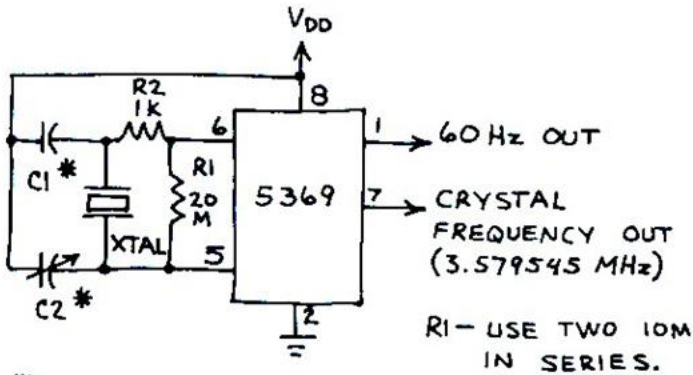 VDD
R2
1K
8
6
1
60 Hz OUT
C1 *
R1
20
M
5369
7
CRYSTAL
FREQUENCY OUT
(3.579545 MHz)
XTAL
5
C2 *
2
R1 - USE TWO 10M
IN SERIES.